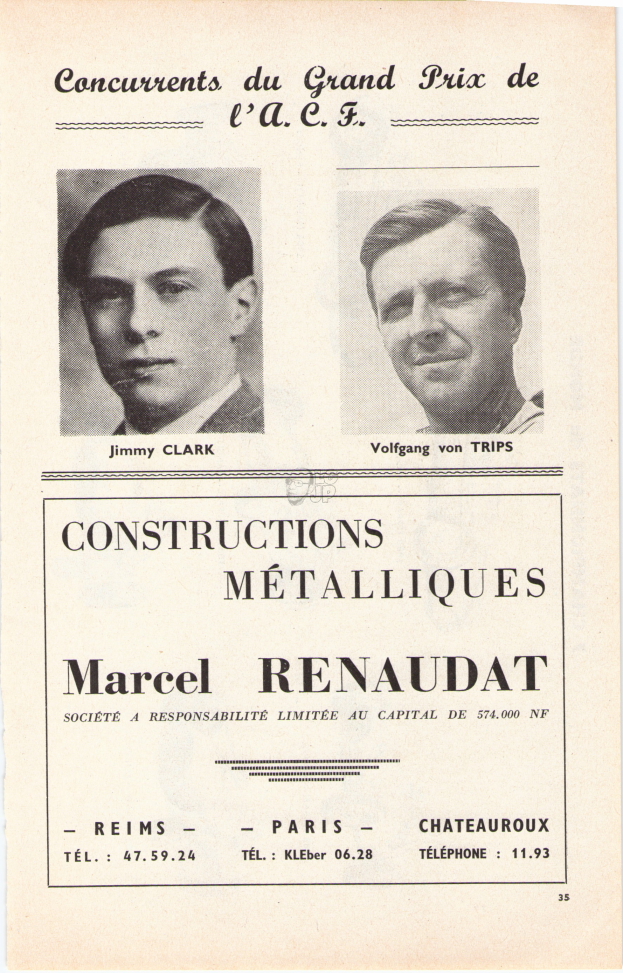 Concurrents du Grand Prix de
l'A. C. F.
Jimmy CLARK
Volfgang von TRIPS
LO
JP
CONSTRUCTIONS
MÉTALLIQUES
Marcel RENAUDAT
SOCIÉTÉ A RESPONSABILITÉ LIMITÉE AU CAPITAL DE 574.000 NF
– REIMS –
TÉL. : 47.59.24
– PARIS –
TÉL. : KLEber 06.28
CHATEAUROUX
TÉLÉPHONE : 11.93
35